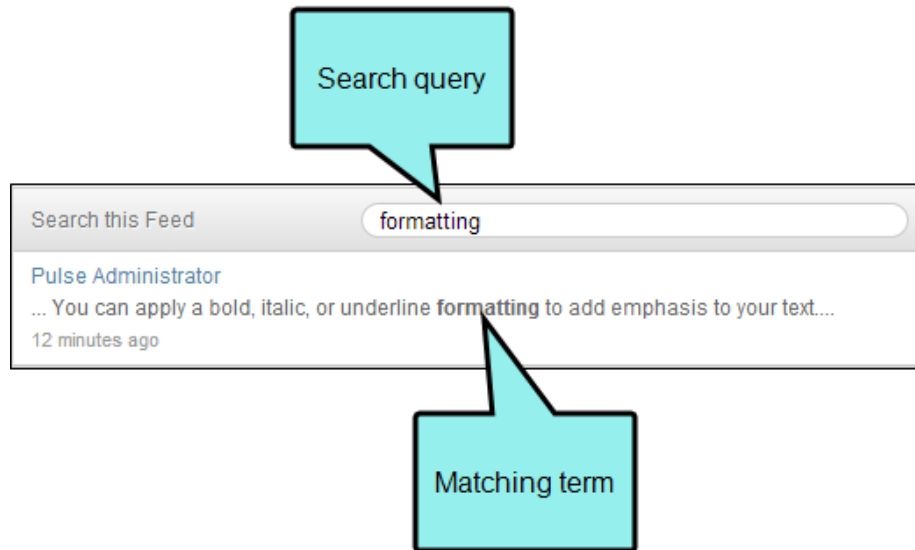 Search query
Search this Feed
formatting
Pulse Administrator
... You can apply a bold, italic, or underline formatting to add emphasis to your text....
12 minutes ago
Matching term